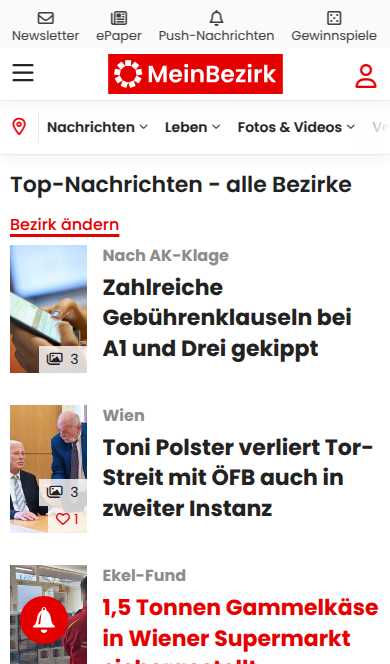 Newsletter ePaper Push-Nachrichten Gewinnspiele
MeinBezirk
Nachrichten Leben Fotos & Videos
Top-Nachrichten - alle Bezirke
Bezirk ändern
Nach AK-Klage
Zahlreiche
Gebührenklauseln bei
A1 und Drei gekippt
3
Wien
Toni Polster verliert Tor-
Streit mit ÖFB auch in
zweiter Instanz
3
1
Ekel-Fund
1,5 Tonnen Gammelkäse
in Wiener Supermarkt
sichergestellt